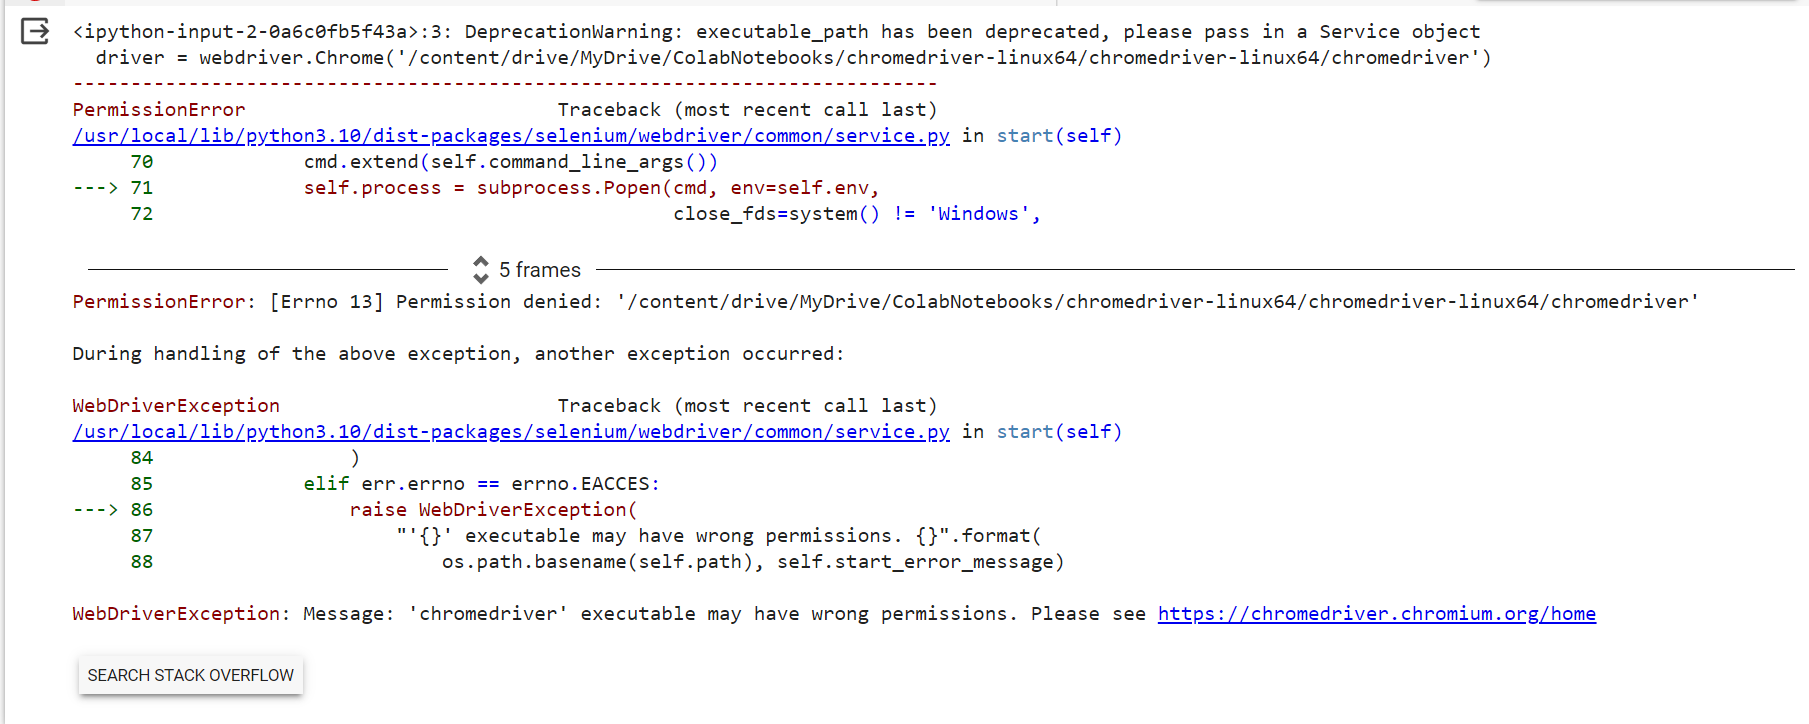 <ipython-input-2-0a6c0fb5f43a>:3: DeprecationWarning: executable_path has been deprecated, please pass in a Service object
  driver = webdriver.Chrome('/content/drive/MyDrive/ColabNotebooks/chromedriver-linux64/chromedriver-linux64/chromedriver')
---------------------------------------------------------------------------
PermissionError                           Traceback (most recent call last)
/usr/local/lib/python3.10/dist-packages/selenium/webdriver/common/service.py in start(self)
     70             cmd.extend(self.command_line_args())
---> 71             self.process = subprocess.Popen(cmd, env=self.env,
     72                                             close_fds=system() != 'Windows',
5 frames
PermissionError: [Errno 13] Permission denied: '/content/drive/MyDrive/ColabNotebooks/chromedriver-linux64/chromedriver-linux64/chromedriver'
During handling of the above exception, another exception occurred:
WebDriverException                        Traceback (most recent call last)
/usr/local/lib/python3.10/dist-packages/selenium/webdriver/common/service.py in start(self)
     84                 )
     85             elif err.errno == errno.EACCES:
---> 86                 raise WebDriverException(
     87                     "'{}' executable may have wrong permissions. {}".format(
     88                         os.path.basename(self.path), self.start_error_message)
WebDriverException: Message: 'chromedriver' executable may have wrong permissions. Please see https://chromedriver.chromium.org/home
SEARCH STACK OVERFLOW